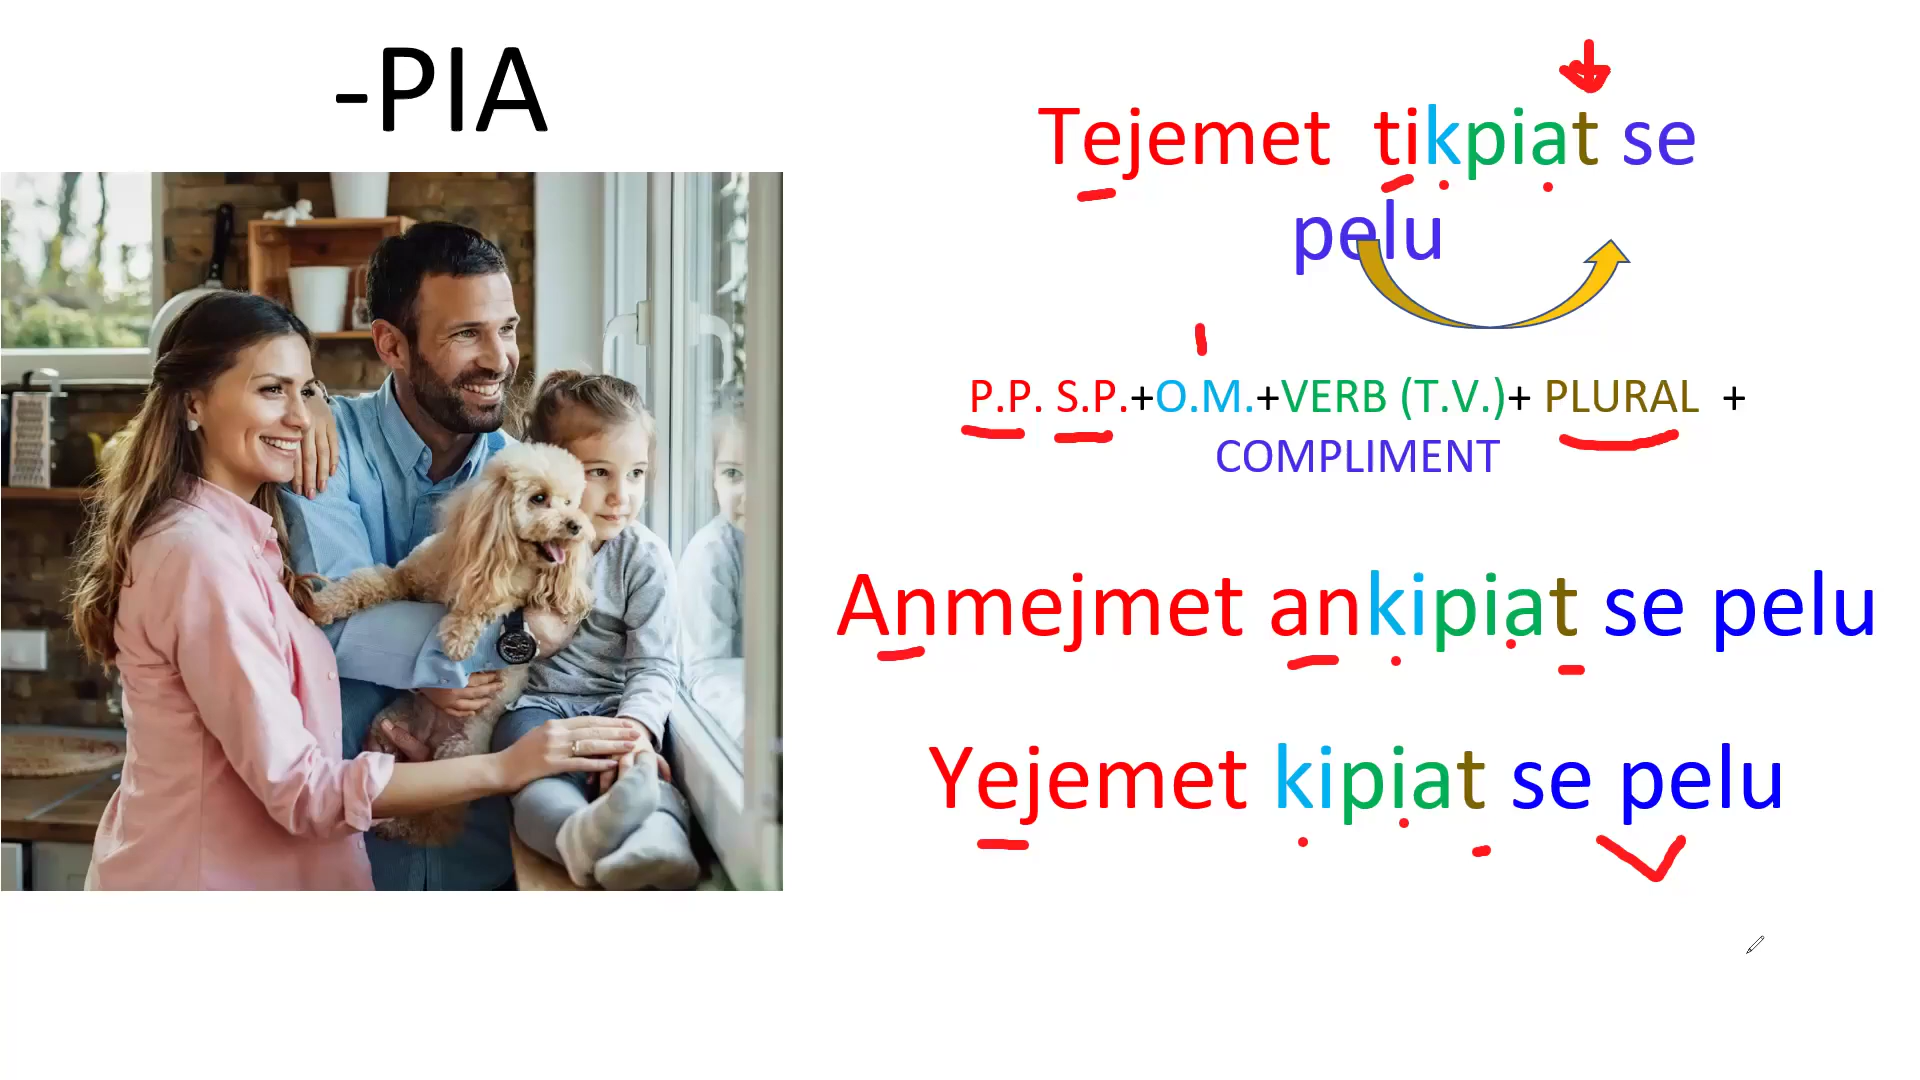 -PIA
Tejemet tikpiat se
pelu
P.P. S.P.+O.M.+VERB (T.V.)+ PLURAL +
COMPLIMENT
Anmejmet ankipiat se pelu
Yejemet kipiat se pelu